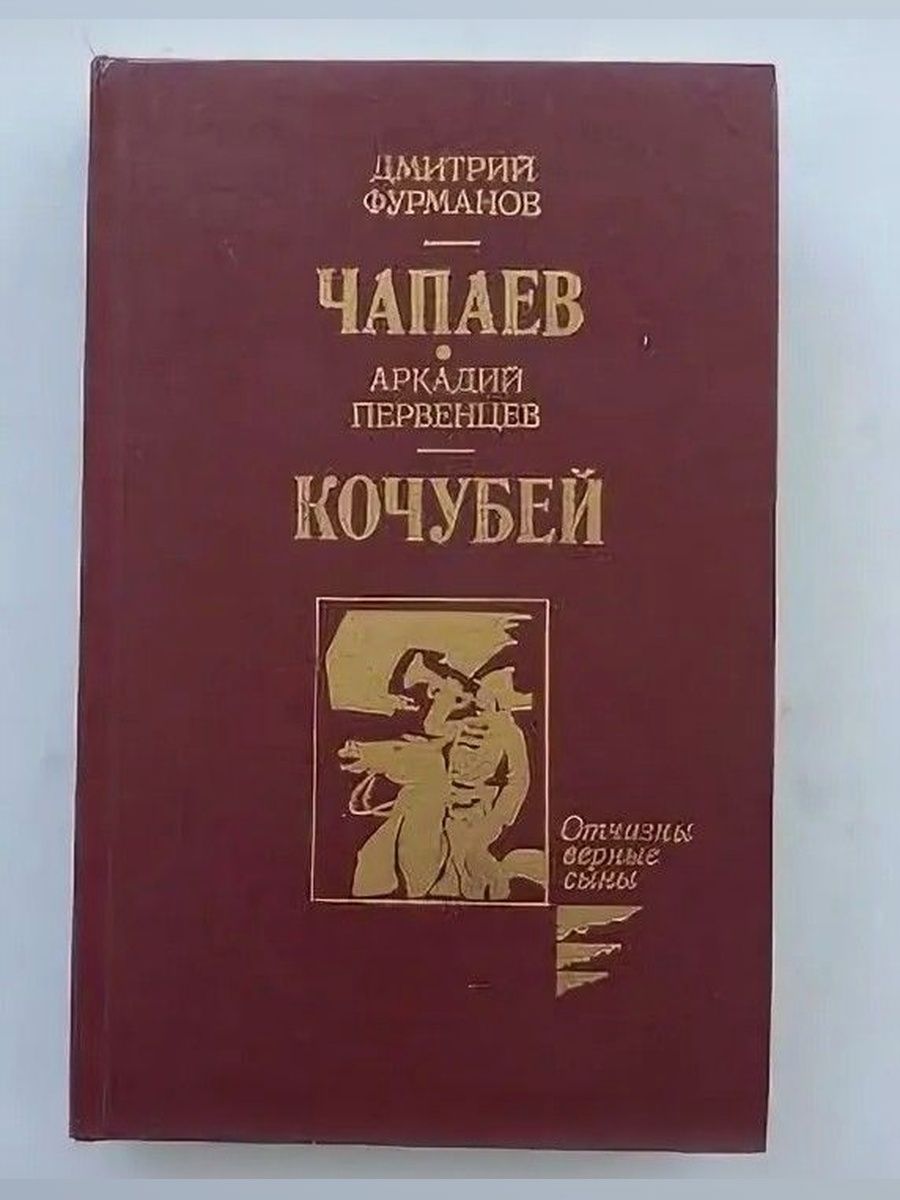 ДМИТРИЙ
ФУРМАНОВ
ЧАПАЕВ
АРКАДИЙ
ПЕРВЕНЦЕВ
КОЧУБЕЙ
Отчизны
верные
сыны